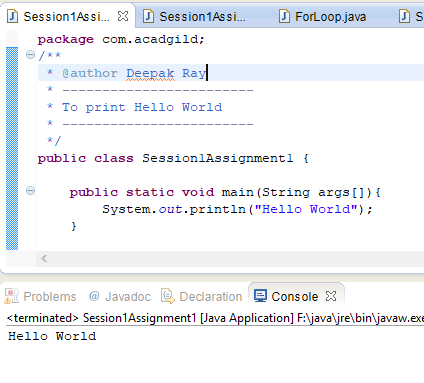 Session1Assi... Session1Assi... ForLoop.java S
package com.acadgild;
/**
* @author Deepak Ray
* ------------------------
* To print Hello World
* ------------------------
*/
public class Session1Assignment1 {
public static void main(String args[]){
System.out.println("Hello World");
}
Problems @ Javadoc Declaration Console
<terminated> Session1Assignment1 [Java Application] F:\java\jre\bin\javaw.exe
Hello World